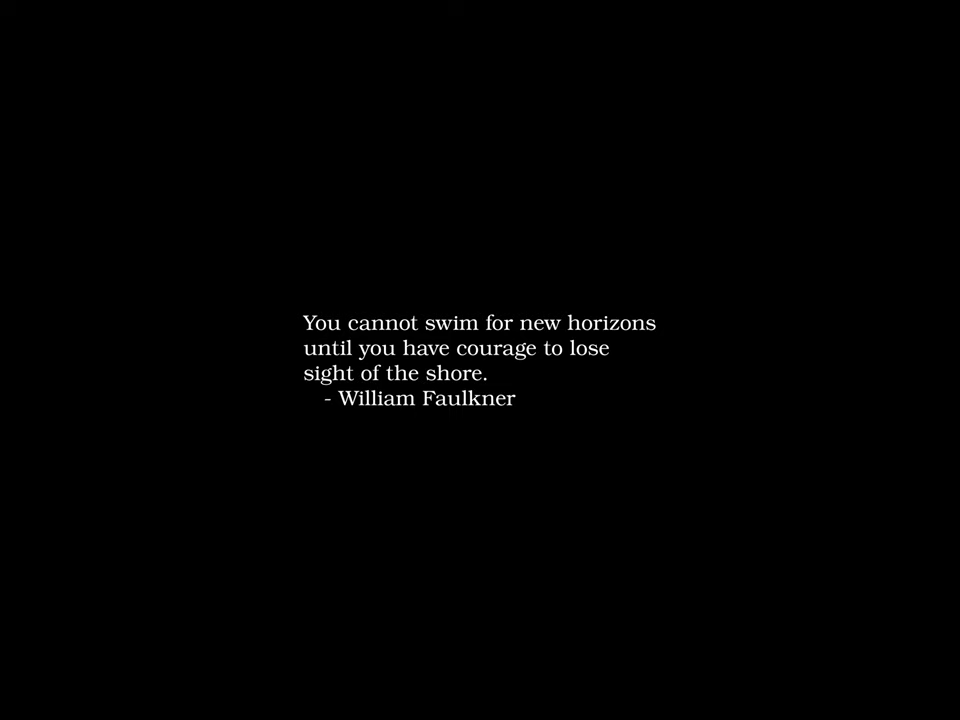 You cannot swim for new horizons
until you have courage to lose
sight of the shore.
- William Faulkner